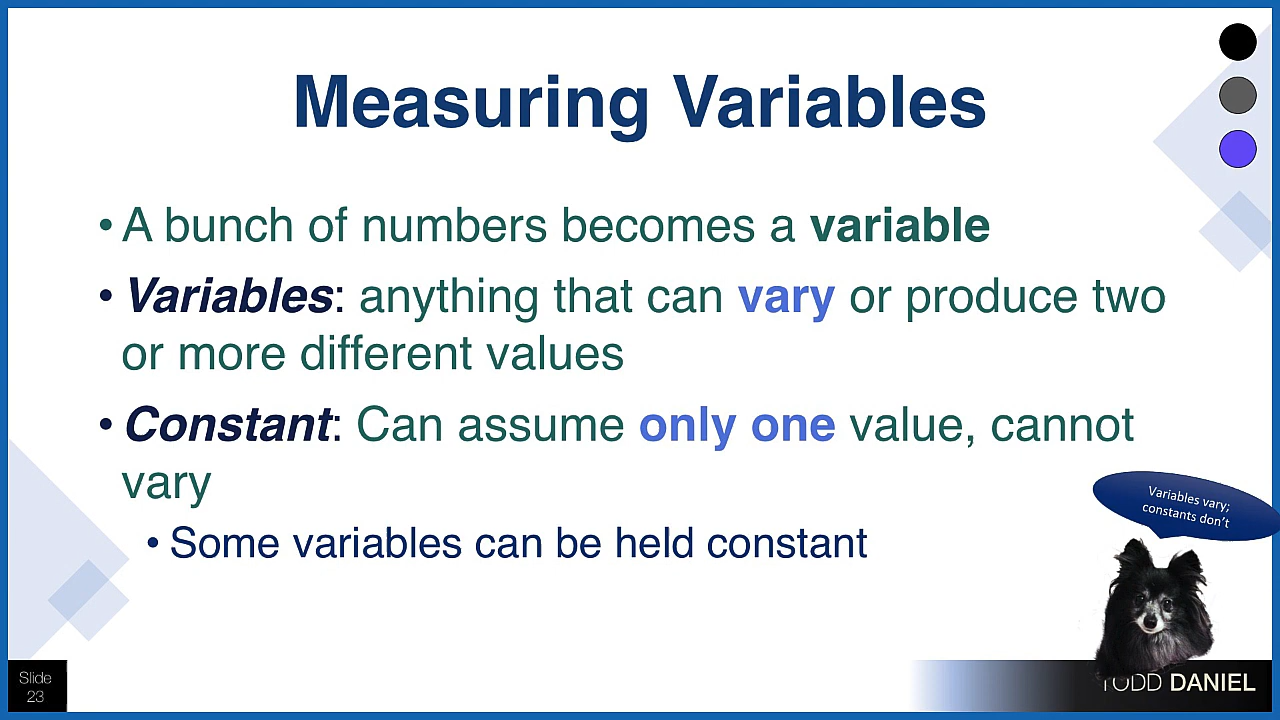 Measuring Variables
• A bunch of numbers becomes a variable
• Variables: anything that can vary or produce two
or more different values
• Constant: Can assume only one value, cannot
vary
• Some variables can be held constant
Variables vary;
constants don't
Slide
23
TODD DANIEL